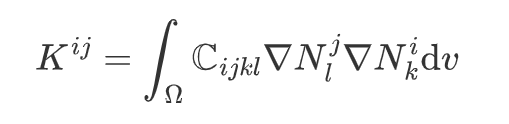 $K^{ij} = \int_{\Omega} \mathbb{C}_{ijkl} \nabla N_l^j \nabla N_k^i \mathrm{d}v$